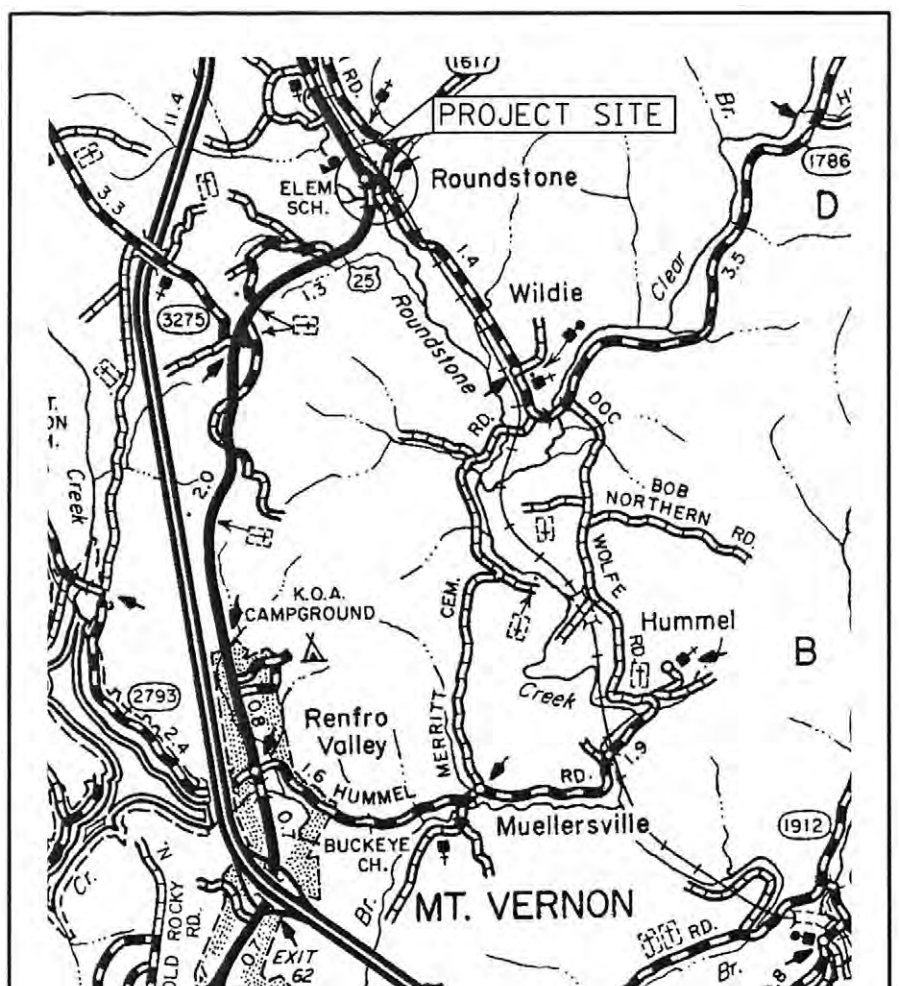 1617
RD.
PROJECT SITE
Br.
11.4
1786
D
3.3
ELEM.
SCH.
Roundstone
1.4
Clear
3.5
25
1.3
Wildie
3275
Roundstone
RD.
DOC
Creek
2.0
BOB
NORTHERN
RD.
WOLFE
RD
K.O.A.
CAMPGROUND
CEM.
MERRITT
Hummel
B
2793
2.4
0.8
Renfro
Valley
Creek
1.9
1.6
HUMMEL
RD.
0.7
BUCKEYE
CH.
Muellersville
1912
Cr.
OLD ROCKY
RD.
N
Br.
MT. VERNON
RD.
0.7
EXIT
62
Br.